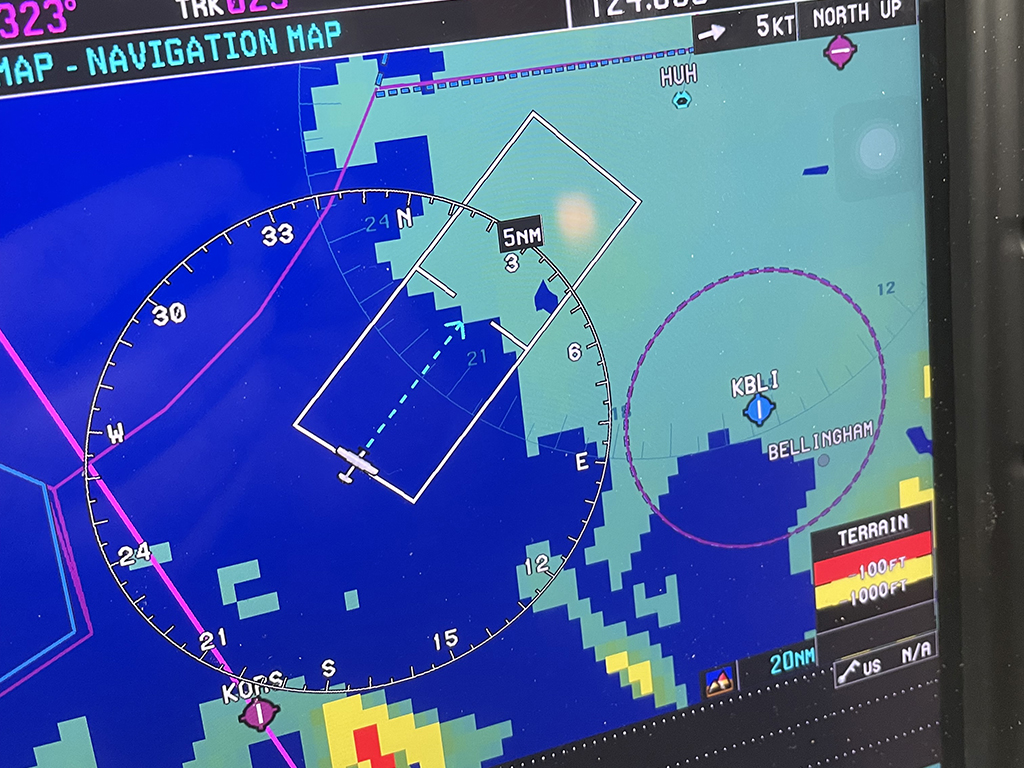 323°
TRK 023
MAP - NAVIGATION MAP
5KT
NORTH UP
HUH
24
N
33
5NM
3
30
12
21
6
KBLI
W
BELLINGHAM
E
TERRAIN
24
12
-100FT
-1000FT
21
15
S
20NM
US N/A
KORS